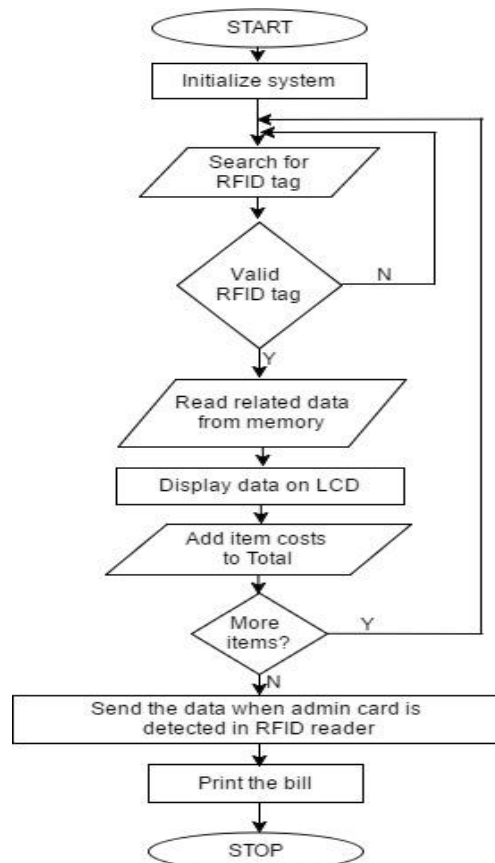 START
Initialize system
Search for
RFID tag
Valid
RFID tag
N
Y
Read related data
from memory
Display data on LCD
Add item costs
to Total
More
items?
Y
N
Send the data when admin card is
detected in RFID reader
Print the bill
STOP